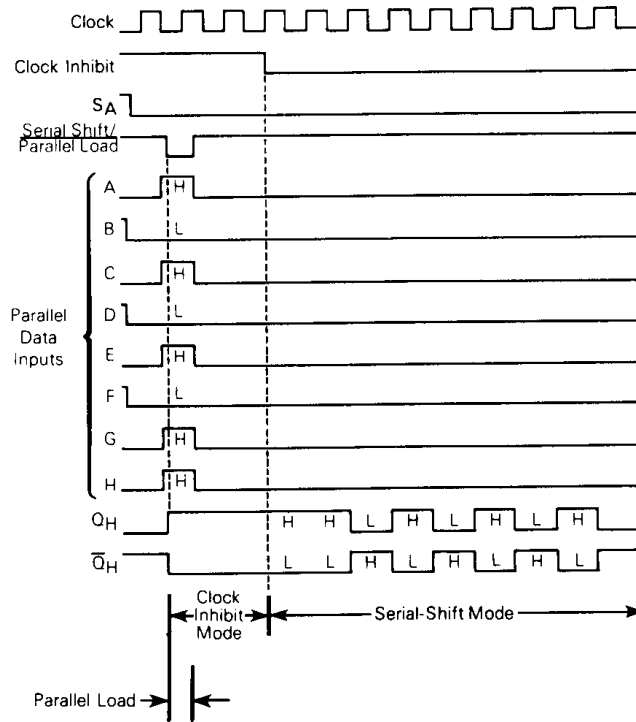 Clock
Clock Inhibit
SA
Serial Shift/
Parallel Load
A H
B L
C H
D L
E H
F L
G H
H H
Parallel
Data
Inputs
QH H H L H L H L H
Q̅H L L H L H L H L
Clock
Inhibit
Mode
Serial-Shift Mode
Parallel Load